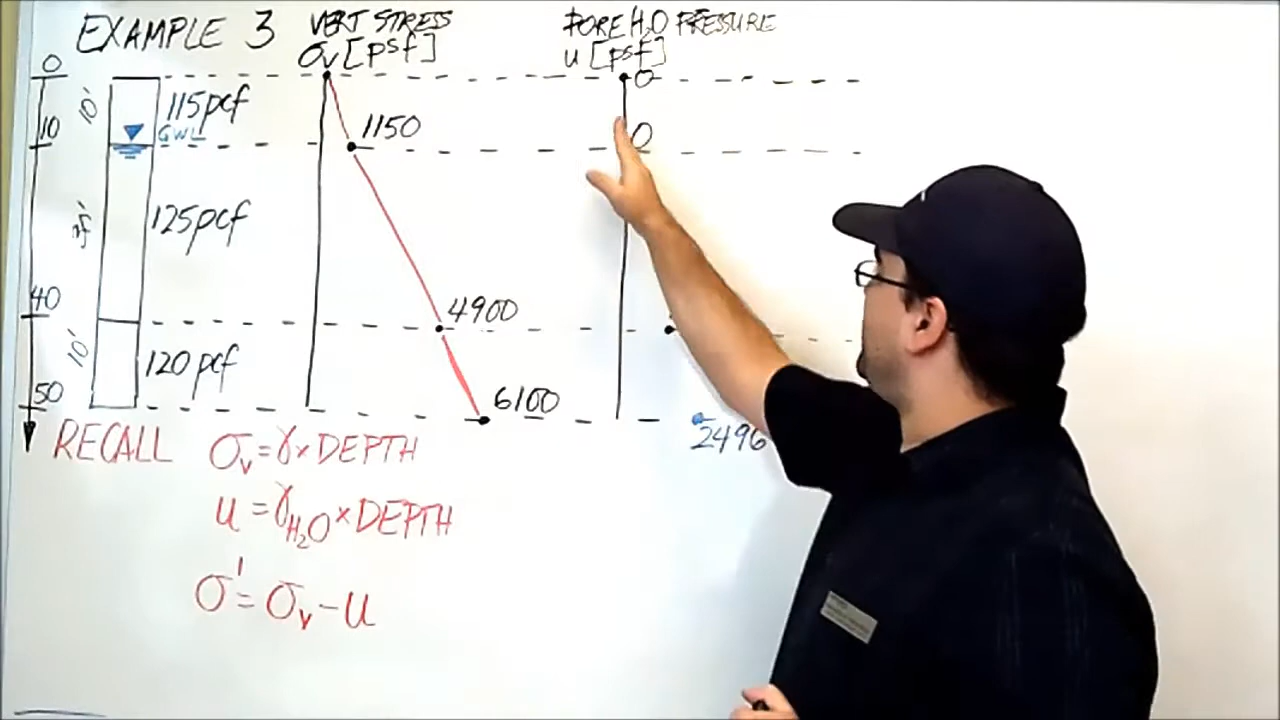 EXAMPLE 3
VERT STRESS
σv [psf]
PORE H2O PRESSURE
u [psf]
0
10'
115pcf
0
10
GWL
1150
0
125pcf
40
4900
10'
120 pcf
50
6100
2496
RECALL σv = γ × DEPTH
u = γH2O × DEPTH
σ' = σv - u